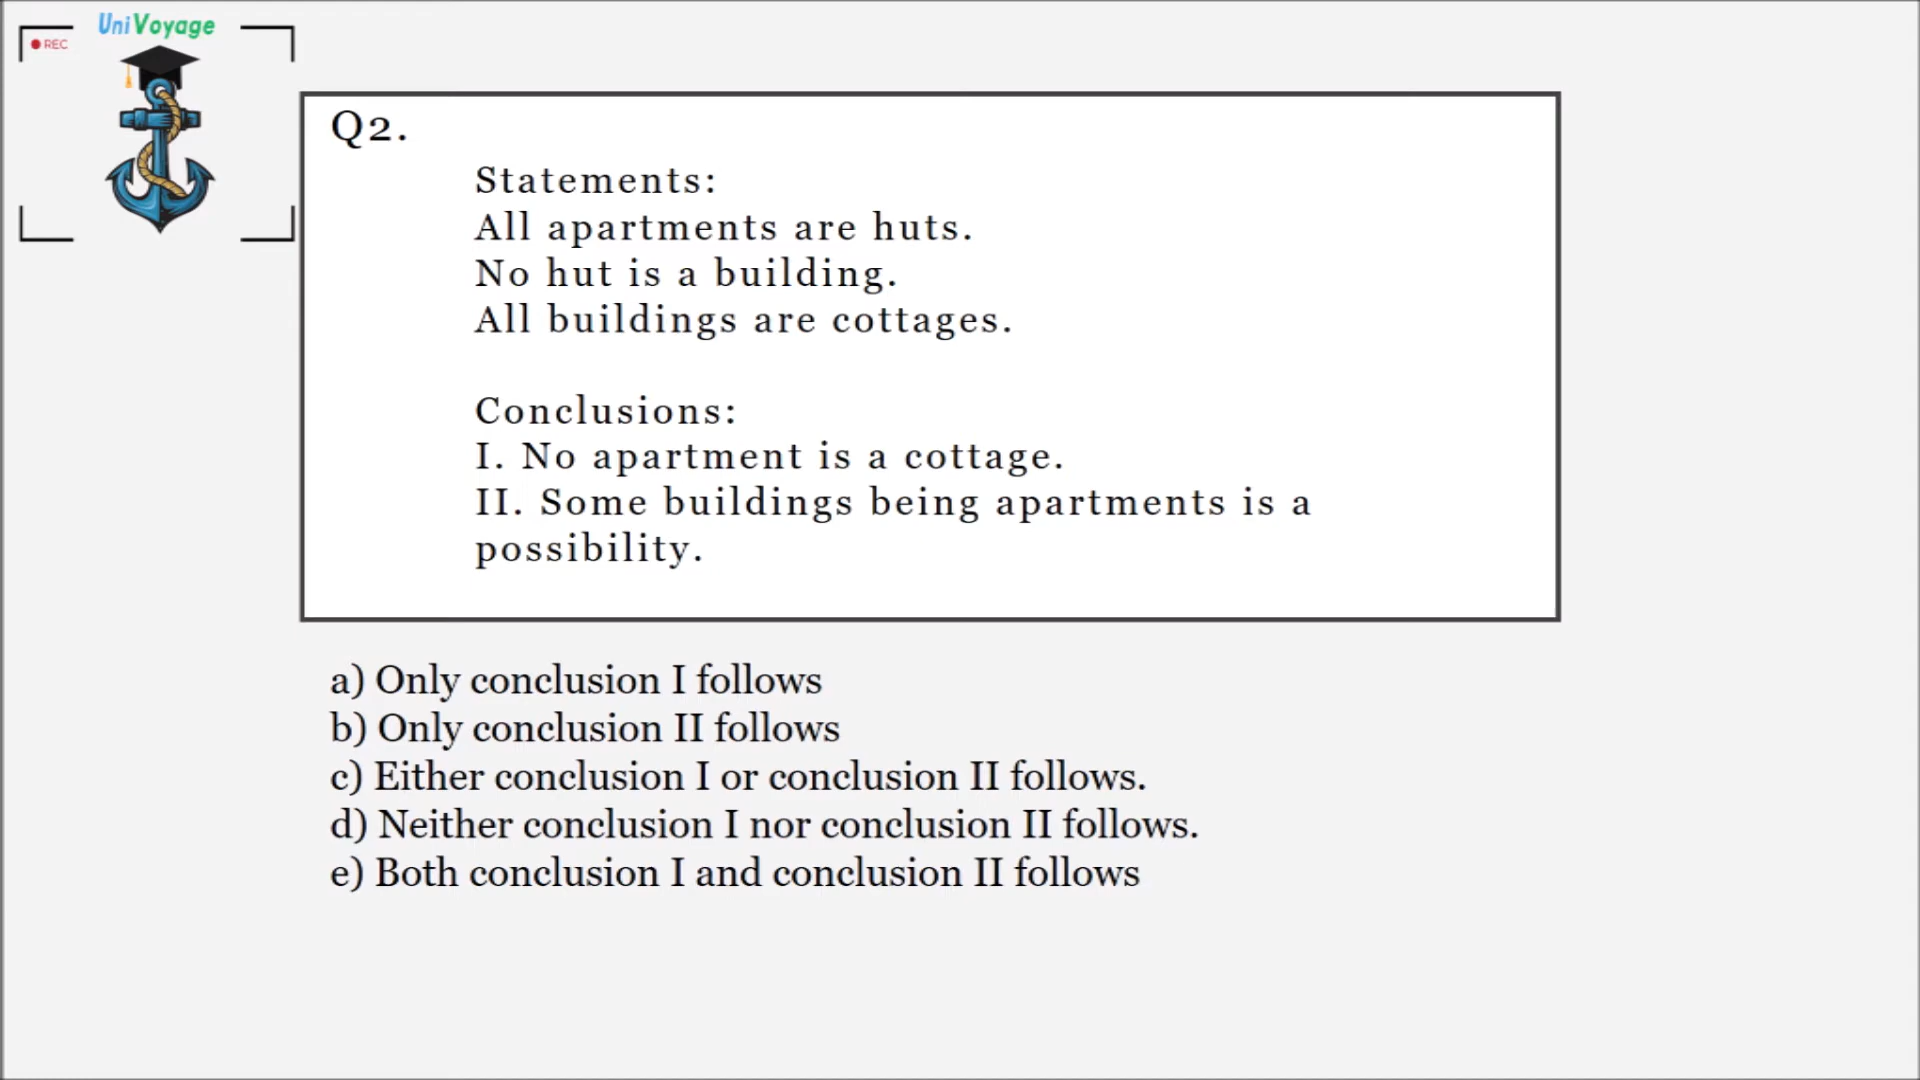 UniVoyage
REC
Q2.
Statements:
All apartments are huts.
No hut is a building.
All buildings are cottages.
Conclusions:
I. No apartment is a cottage.
II. Some buildings being apartments is a
possibility.
a) Only conclusion I follows
b) Only conclusion II follows
c) Either conclusion I or conclusion II follows.
d) Neither conclusion I nor conclusion II follows.
e) Both conclusion I and conclusion II follows